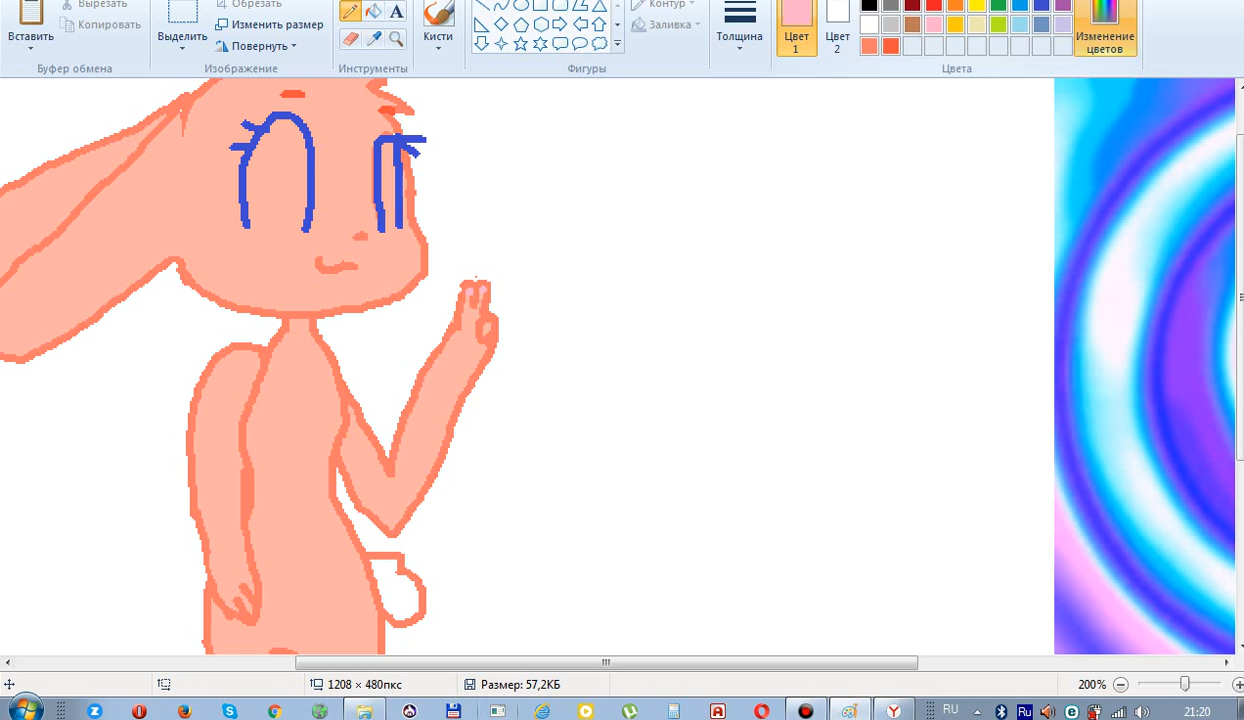 Вырезать
Обрезать
Контур
Вставить
Копировать
Выделить
Изменить размер
Повернуть
A
Кисти
Заливка
Толщина
Цвет
1
Цвет
2
Изменение
цветов
Буфер обмена
Изображение
Инструменты
Фигуры
Цвета
1208 × 480пкс
Размер: 57,2КБ
200%
RU
Ru
21:20